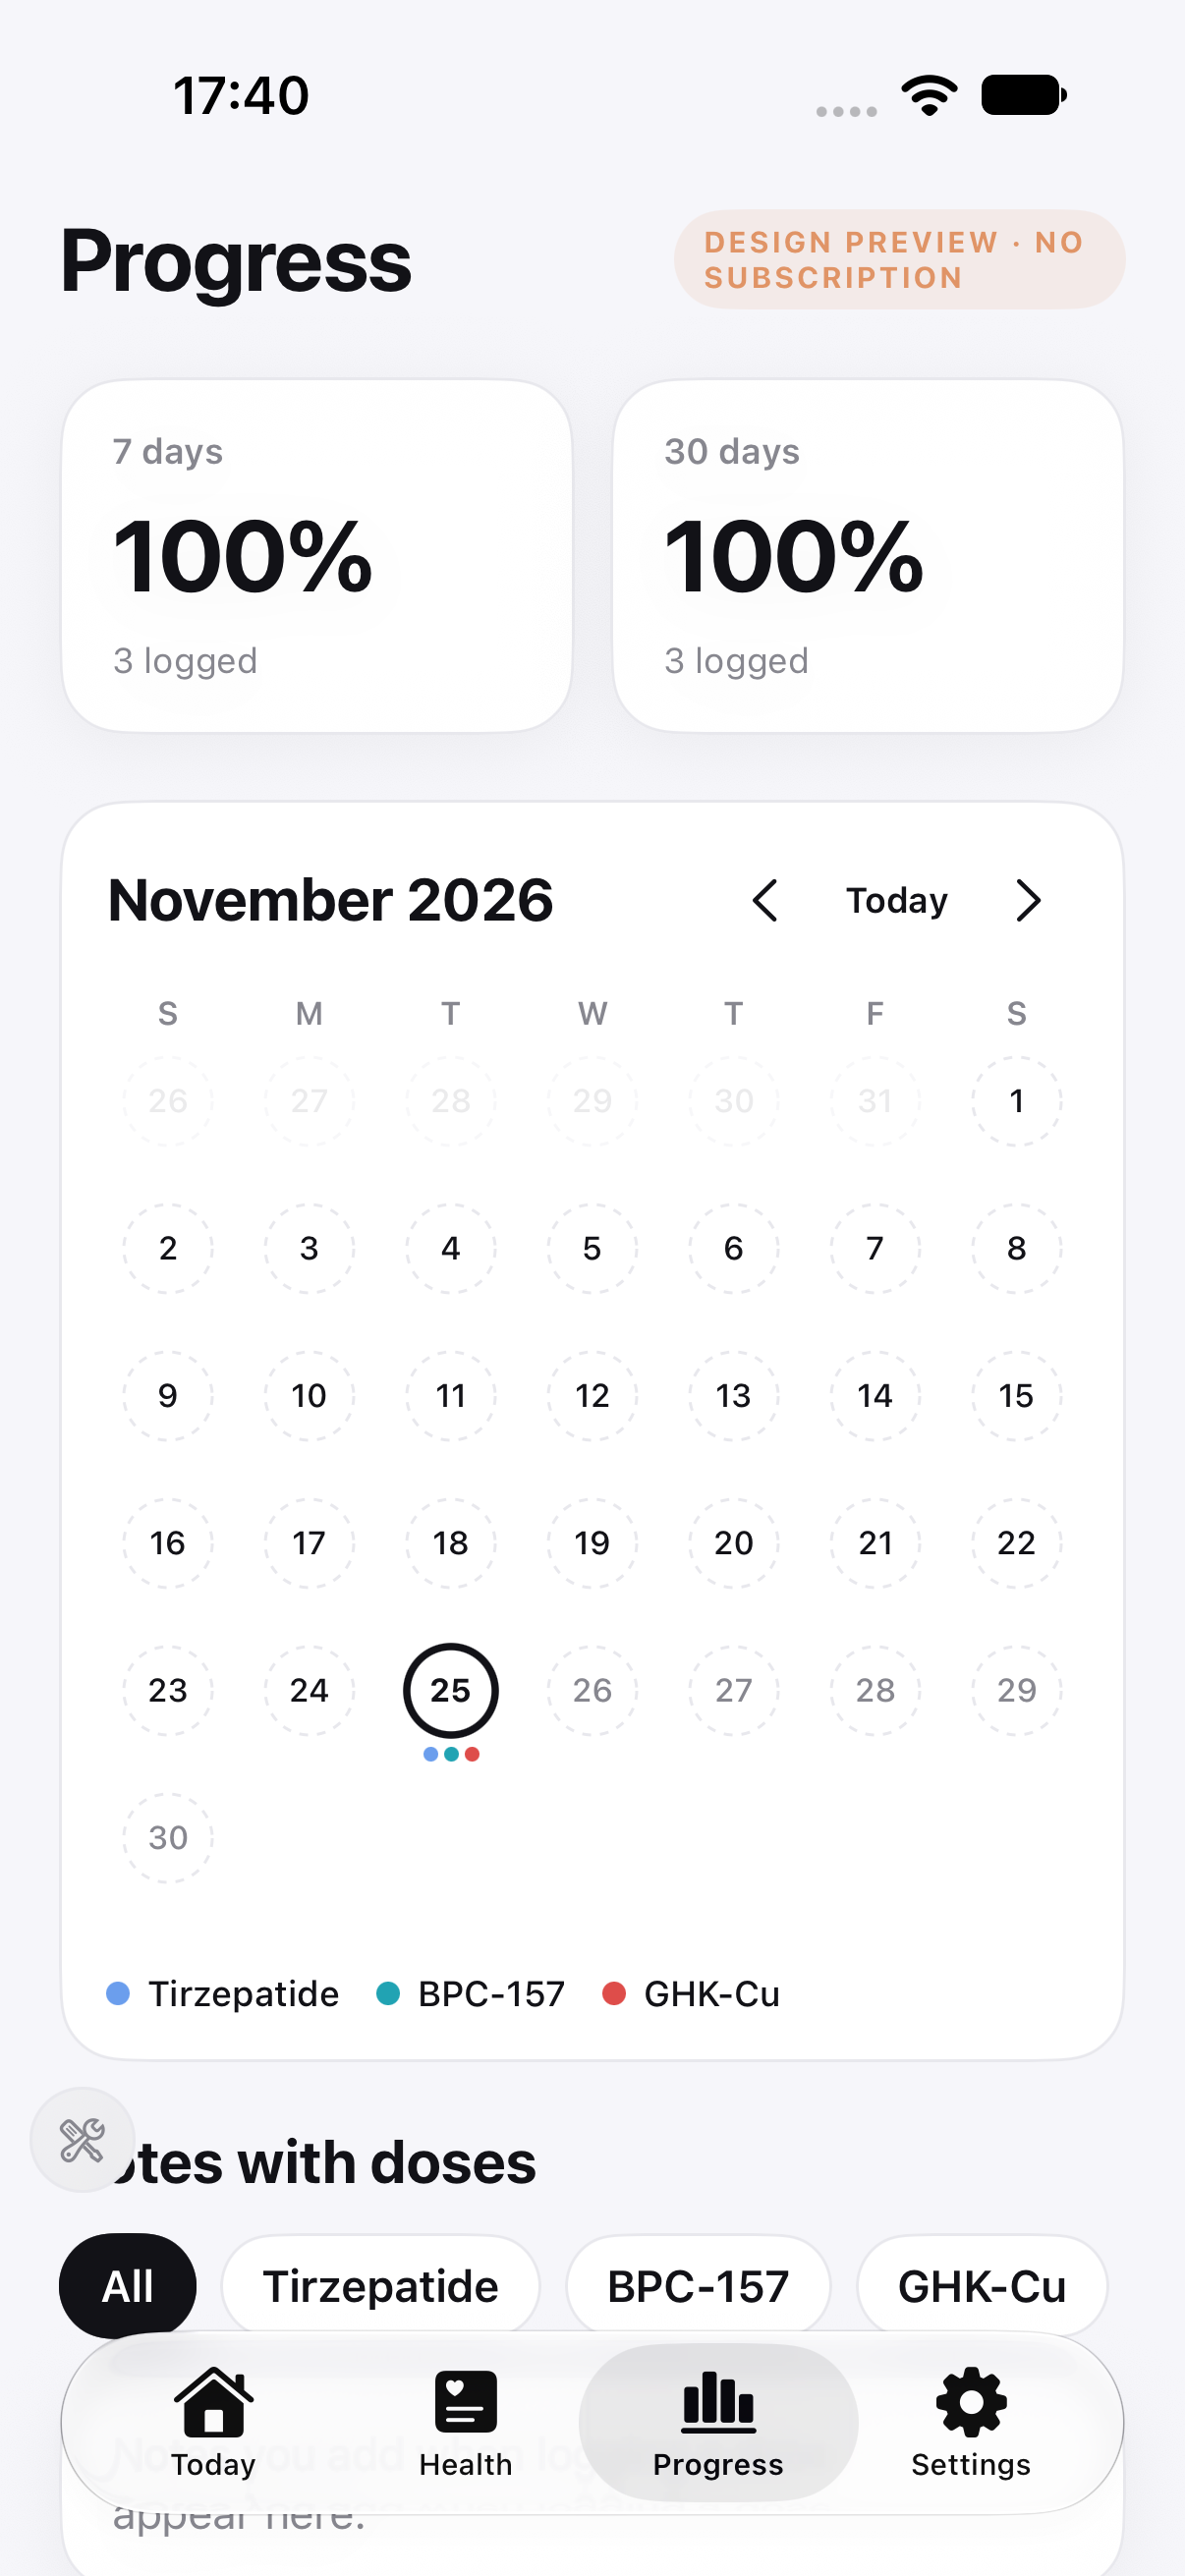 17:40
Progress
DESIGN PREVIEW · NO
SUBSCRIPTION
7 days
100%
3 logged
30 days
100%
3 logged
November 2026
Today
S M T W T F S
26 27 28 29 30 31 1
2 3 4 5 6 7 8
9 10 11 12 13 14 15
16 17 18 19 20 21 22
23 24 25 26 27 28 29
30
Tirzepatide BPC-157 GHK-Cu
otes with doses
All Tirzepatide BPC-157 GHK-Cu
you add when
appear here.
Today Health Progress Settings